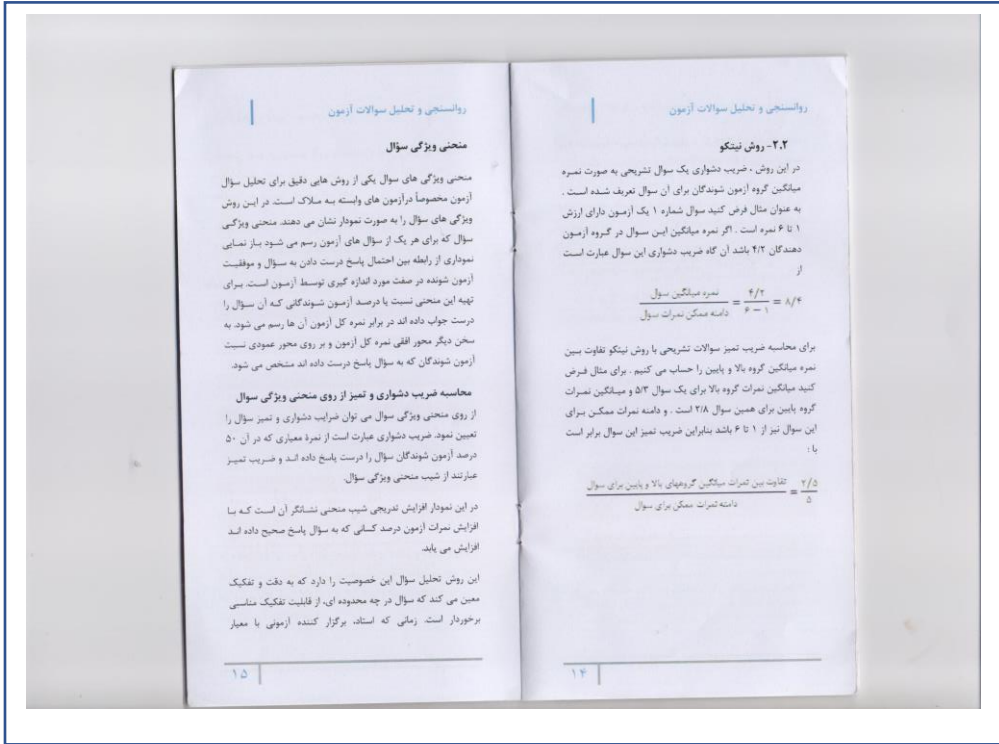 روانسنجی و تحلیل سوالات آزمون
۲.۲- روش نیتکو
در این روش ، ضریب دشواری یک سوال تشریحی به صورت نمره
میانگین گروه آزمون شوندگان برای آن سوال تعریف شده است .
به عنوان مثال فرض کنید سوال شماره ۱ یک آزمون دارای ارزش
۱ تا ۶ نمره است . اگر نمره میانگین این سوال در گروه آزمون
دهندگان ۴/۲ باشد آن گاه ضریب دشواری این سوال عبارت است
از
نمره میانگین سوال / دامنه ممکن نمرات سوال = ۴/۲ / ۶ − ۱ = ۸/۴
برای محاسبه ضریب تمیز سوالات تشریحی با روش نیتکو تفاوت بین
نمره میانگین گروه بالا و پایین را حساب می کنیم . برای مثال فرض
کنید میانگین نمرات گروه بالا برای یک سوال ۵/۳ و میانگین نمرات
گروه پایین برای همین سوال ۲/۸ است . و دامنه نمرات ممکن برای
این سوال نیز از ۱ تا ۶ باشد بنابراین ضریب تمیز این سوال برابر است
با :
تفاوت بین نمرات میانگین گروههای بالا و پایین برای سوال / دامنه نمرات ممکن برای سوال = ۲/۵ / ۵
۱۴
روانسنجی و تحلیل سوالات آزمون
منحنی ویژگی سؤال
منحنی ویژگی های سوال یکی از روش هایی دقیق برای تحلیل سؤال
آزمون مخصوصاً درآزمون های وابسته به ملاک است. در این روش
ویژگی های سؤال را به صورت نمودار نشان می دهند. منحنی ویژگی
سؤال که برای هر یک از سؤال های آزمون رسم می شود باز نمایی
نموداری از رابطه بین احتمال پاسخ درست دادن به سؤال و موفقیت
آزمون شونده در صفت مورد اندازه گیری توسط آزمون است. برای
تهیه این منحنی نسبت یا درصد آزمون شوندگانی که آن سؤال را
درست جواب داده اند در برابر نمره کل آزمون آن ها رسم می شود. به
سخن دیگر محور افقی نمره کل آزمون و بر روی محور عمودی نسبت
آزمون شوندگان که به سؤال پاسخ درست داده اند مشخص می شود.
محاسبه ضریب دشواری و تمیز از روی منحنی ویژگی سوال
از روی منحنی ویژگی سوال می توان ضرایب دشواری و تمیز سؤال را
تعیین نمود. ضریب دشواری عبارت است از نمرهٔ معیاری که در آن ۵۰
درصد آزمون شوندگان سؤال را درست پاسخ داده اند و ضریب تمیز
عبارتند از شیب منحنی ویژگی سؤال.
در این نمودار افزایش تدریجی شیب منحنی نشانگر آن است که با
افزایش نمرات آزمون درصد کسانی که به سؤال پاسخ صحیح داده اند
افزایش می یابد.
این روش تحلیل سؤال این خصوصیت را دارد که به دقت و تفکیک
معین می کند که سؤال در چه محدوده ای، از قابلیت تفکیک مناسبی
برخوردار است. زمانی که استاد، برگزار کننده آزمونی با معیار
۱۵